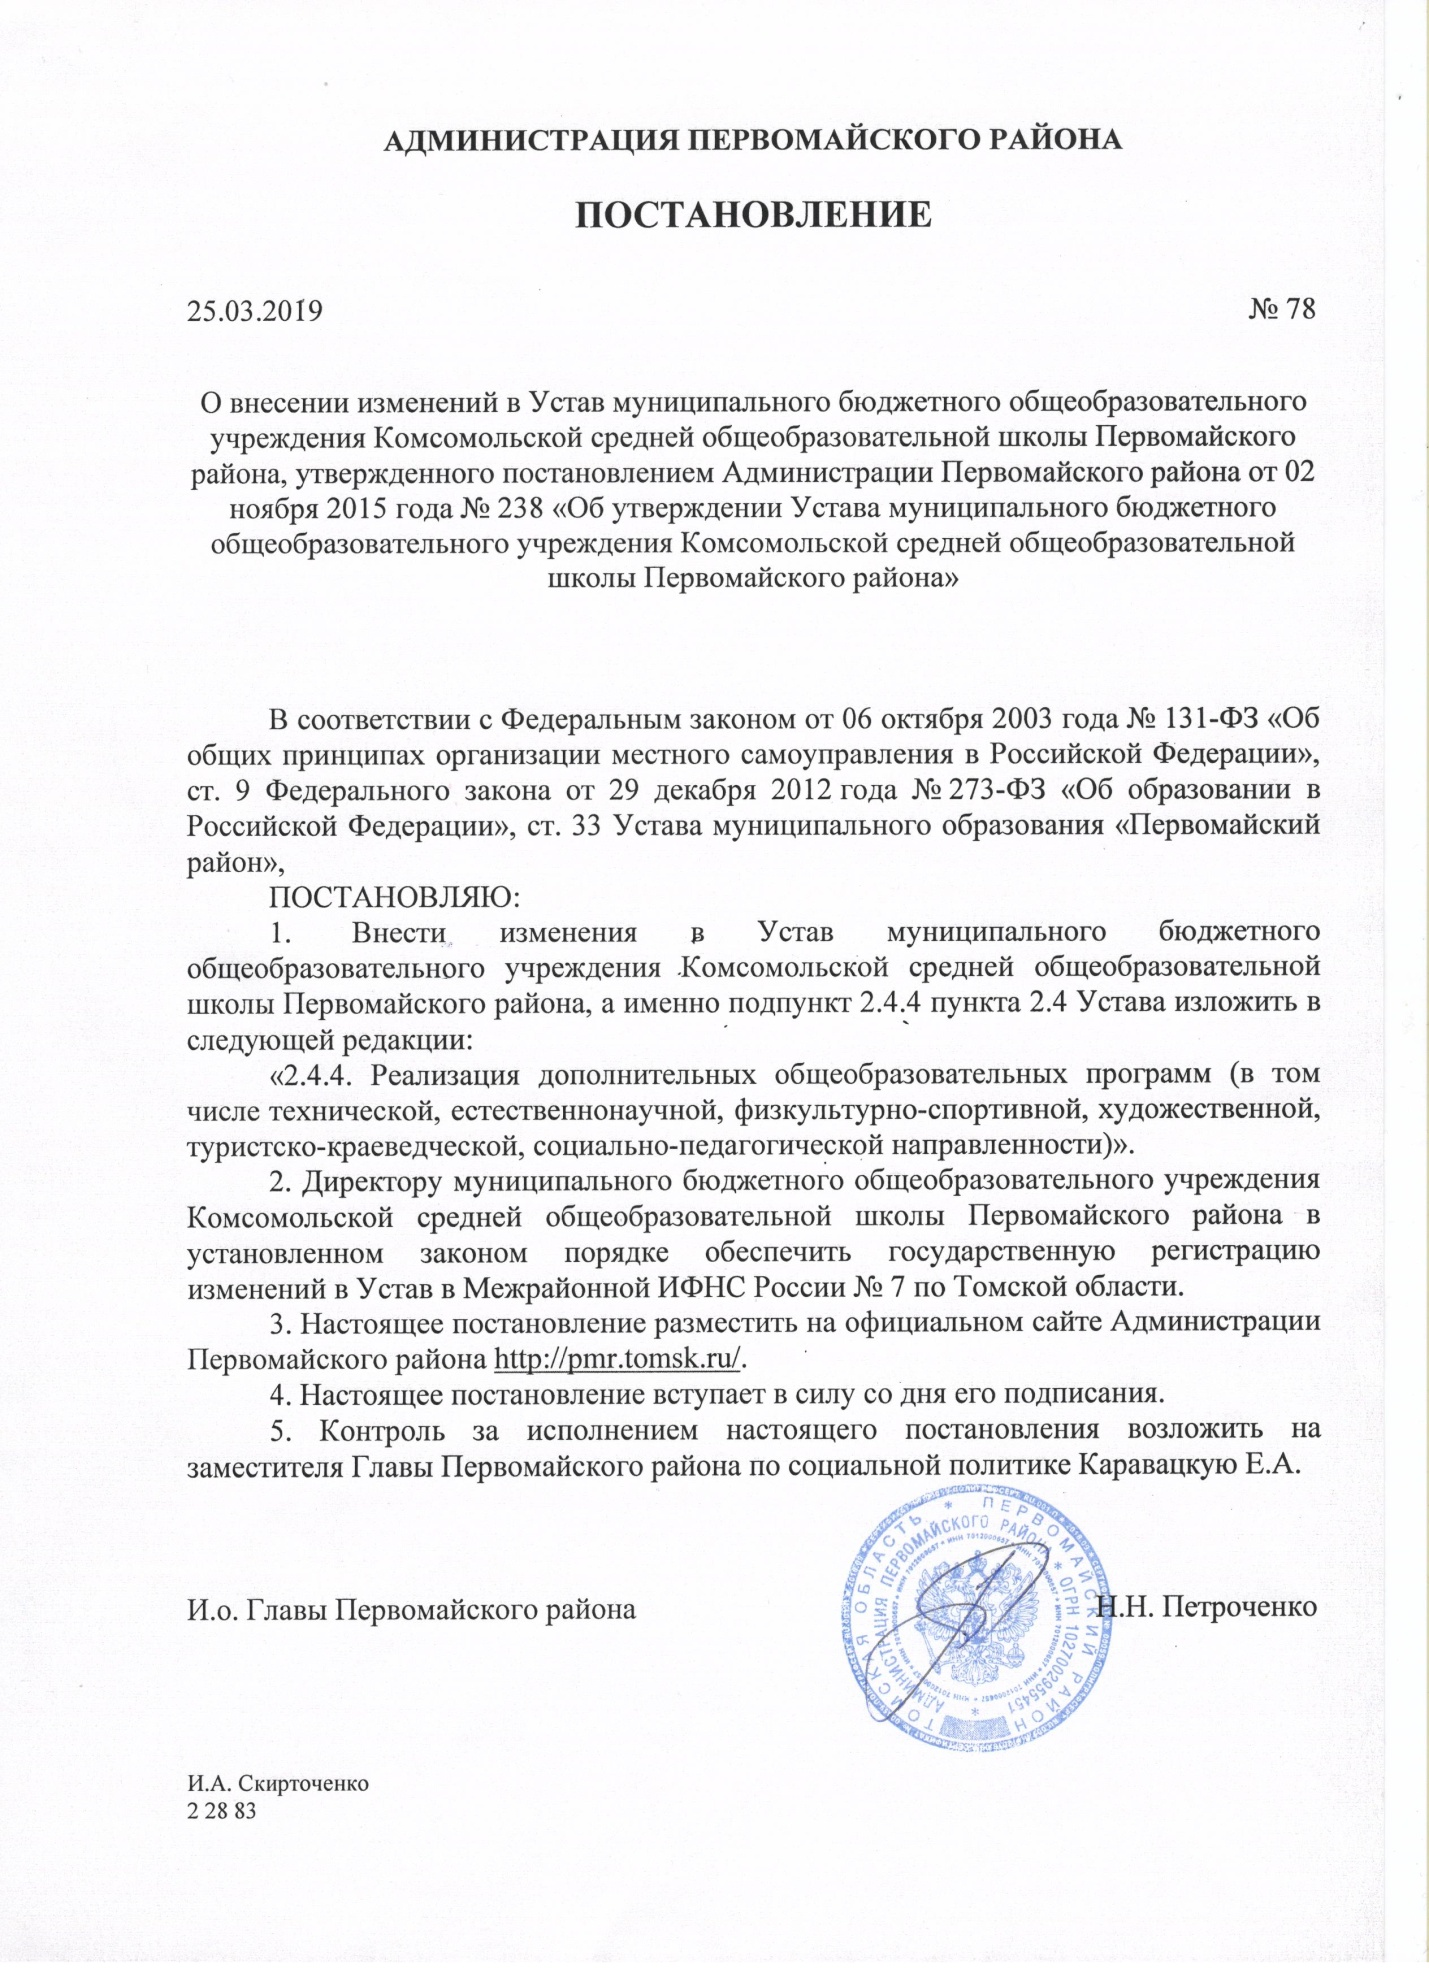 АДМИНИСТРАЦИЯ ПЕРВОМАЙСКОГО РАЙОНА
ПОСТАНОВЛЕНИЕ
25.03.2019 № 78
О внесении изменений в Устав муниципального бюджетного общеобразовательного
учреждения Комсомольской средней общеобразовательной школы Первомайского
района, утвержденного постановлением Администрации Первомайского района от 02
ноября 2015 года № 238 «Об утверждении Устава муниципального бюджетного
общеобразовательного учреждения Комсомольской средней общеобразовательной
школы Первомайского района»
В соответствии с Федеральным законом от 06 октября 2003 года № 131-ФЗ «Об
общих принципах организации местного самоуправления в Российской Федерации»,
ст. 9 Федерального закона от 29 декабря 2012 года № 273-ФЗ «Об образовании в
Российской Федерации», ст. 33 Устава муниципального образования «Первомайский
район»,
ПОСТАНОВЛЯЮ:
1. Внести изменения в Устав муниципального бюджетного
общеобразовательного учреждения Комсомольской средней общеобразовательной
школы Первомайского района, а именно подпункт 2.4.4 пункта 2.4 Устава изложить в
следующей редакции:
«2.4.4. Реализация дополнительных общеобразовательных программ (в том
числе технической, естественнонаучной, физкультурно-спортивной, художественной,
туристско-краеведческой, социально-педагогической направленности)».
2. Директору муниципального бюджетного общеобразовательного учреждения
Комсомольской средней общеобразовательной школы Первомайского района в
установленном законом порядке обеспечить государственную регистрацию
изменений в Устав в Межрайонной ИФНС России № 7 по Томской области.
3. Настоящее постановление разместить на официальном сайте Администрации
Первомайского района http://pmr.tomsk.ru/.
4. Настоящее постановление вступает в силу со дня его подписания.
5. Контроль за исполнением настоящего постановления возложить на
заместителя Главы Первомайского района по социальной политике Каравацкую Е.А.
И.о. Главы Первомайского района Н.Н. Петроченко
ТОМСКАЯ ОБЛАСТЬ * ПЕРВОМАЙСКИЙ РАЙОН
АДМИНИСТРАЦИЯ ПЕРВОМАЙСКОГО РАЙОНА * ОГРН 1027002955451 *
И.А. Скирточенко
2 28 83